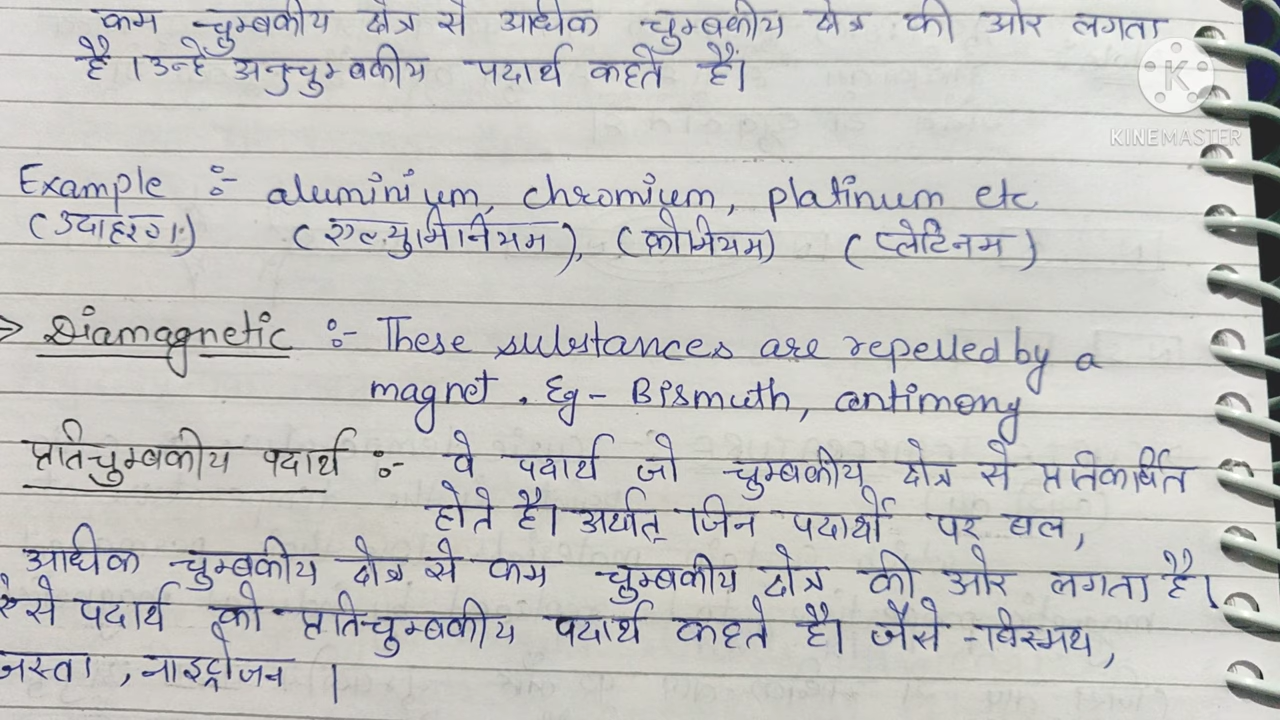 कम चुम्बकीय क्षेत्र से अधिक चुम्बकीय क्षेत्र की ओर लगता
है। उन्हे अनुचुम्बकीय पदार्थ कहते हैं।
K
KINEMASTER
Example :- aluminium, chromium, platinum etc
(उदाहरण) (एल्युमिनियम), (क्रोमियम) (प्लेटिनम)
⇒ Diamagnetic :- These substances are repelled by a
magnet. Eg - Bismuth, antimony
प्रतिचुम्बकीय पदार्थ :- वे पदार्थ जो चुम्बकीय क्षेत्र से प्रतिकर्षित
होते है। अर्थात् जिन पदार्थो पर बल,
अधिक चुम्बकीय क्षेत्र से कम चुम्बकीय क्षेत्र की ओर लगता है।
ऐसे पदार्थ को प्रतिचुम्बकीय पदार्थ कहते है। जैसे - बिस्मथ,
जस्ता, नाइट्रोजन ।